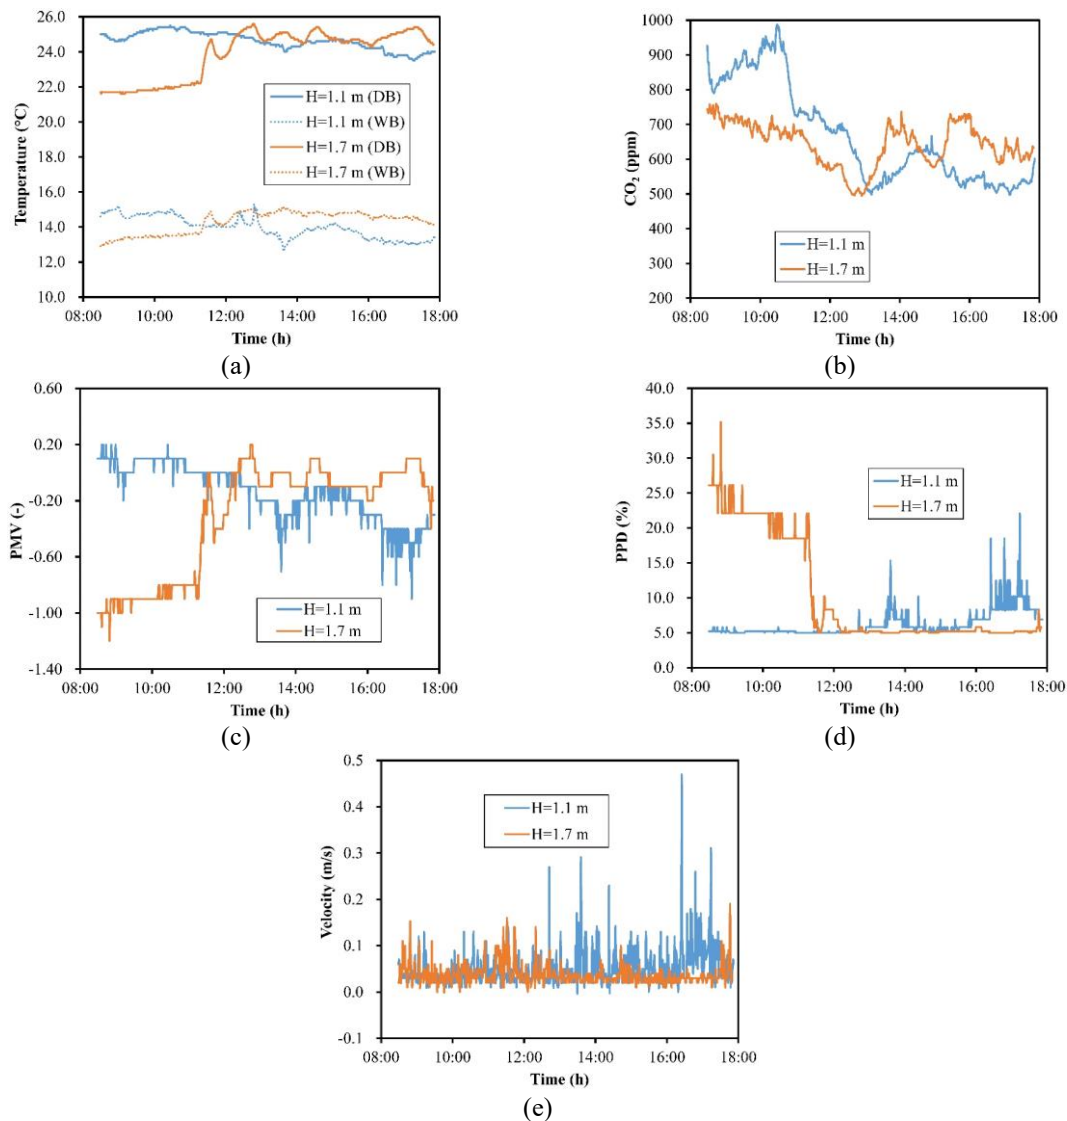 26.0
24.0
22.0
20.0
18.0
16.0
14.0
12.0
10.0
Temperature (°C)
H=1.1 m (DB)
H=1.1 m (WB)
H=1.7 m (DB)
H=1.7 m (WB)
08:00 10:00 12:00 14:00 16:00 18:00
Time (h)
(a)
1000
900
800
700
600
500
400
300
200
CO₂ (ppm)
H=1.1 m
H=1.7 m
08:00 10:00 12:00 14:00 16:00 18:00
Time (h)
(b)
0.60
0.20
-0.20
-0.60
-1.00
-1.40
PMV (-)
H=1.1 m
H=1.7 m
08:00 10:00 12:00 14:00 16:00 18:00
Time (h)
(c)
40.0
35.0
30.0
25.0
20.0
15.0
10.0
5.0
0.0
PPD (%)
H=1.1 m
H=1.7 m
08:00 10:00 12:00 14:00 16:00 18:00
Time (h)
(d)
0.5
0.4
0.3
0.2
0.1
0.0
-0.1
Velocity (m/s)
H=1.1 m
H=1.7 m
08:00 10:00 12:00 14:00 16:00 18:00
Time (h)
(e)